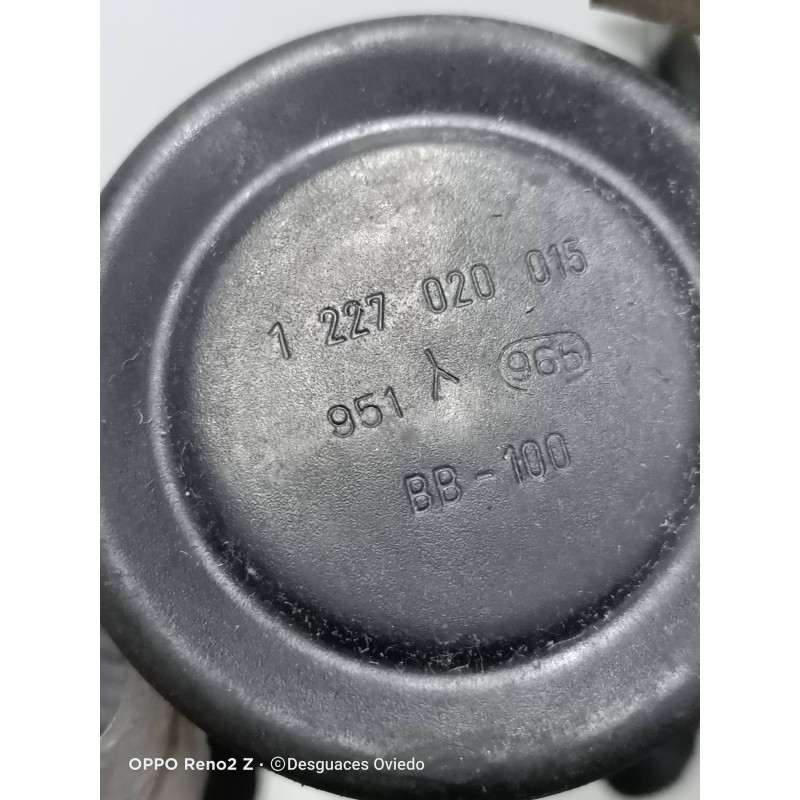 1 227 020 015
951 965
BB-100
OPPO Reno2 Z · ©Desguaces Oviedo